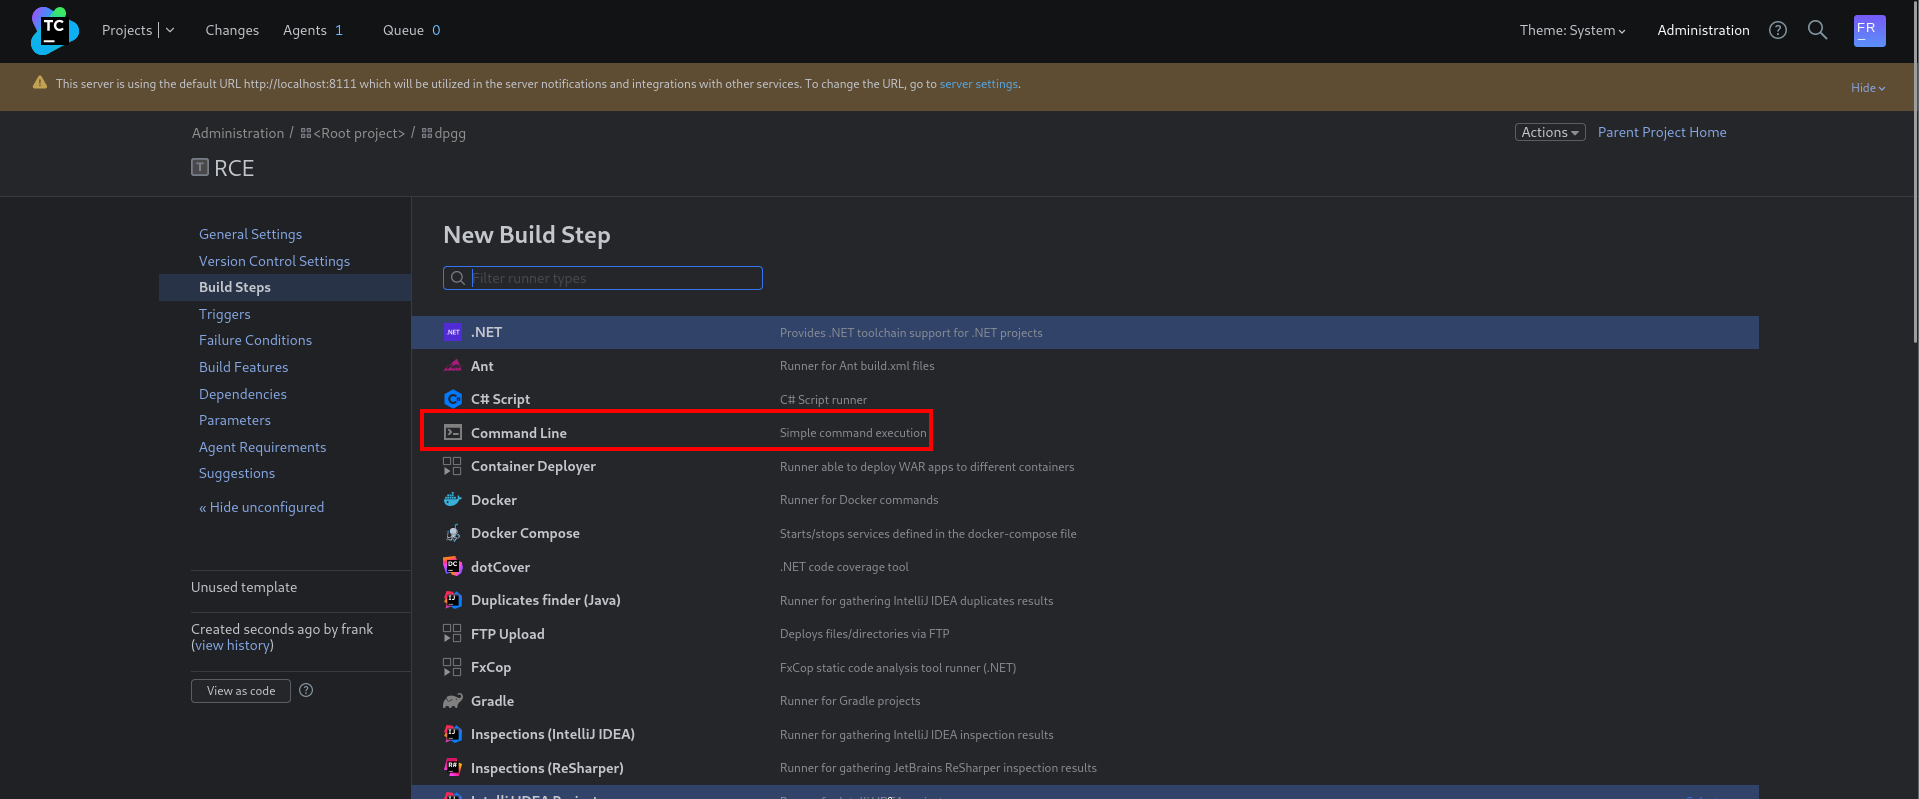 TC Projects Changes Agents 1 Queue 0 Theme: System Administration ? FR
This server is using the default URL http://localhost:8111 which will be utilized in the server notifications and integrations with other services. To change the URL, go to server settings.
Hide
Administration / <Root project> / dpgg Actions Parent Project Home
T RCE
General Settings
Version Control Settings
Build Steps
Triggers
Failure Conditions
Build Features
Dependencies
Parameters
Agent Requirements
Suggestions
« Hide unconfigured
Unused template
Created seconds ago by frank
(view history)
View as code ?
New Build Step
Filter runner types
.NET .NET Provides .NET toolchain support for .NET projects
Ant Runner for Ant build.xml files
C# Script C# Script runner
Command Line Simple command execution
Container Deployer Runner able to deploy WAR apps to different containers
Docker Runner for Docker commands
Docker Compose Starts/stops services defined in the docker-compose file
DC dotCover .NET code coverage tool
IJ Duplicates finder (Java) Runner for gathering IntelliJ IDEA duplicates results
FTP Upload Deploys files/directories via FTP
FxCop FxCop static code analysis tool runner (.NET)
Gradle Runner for Gradle projects
IJ Inspections (IntelliJ IDEA) Runner for gathering IntelliJ IDEA inspection results
R# Inspections (ReSharper) Runner for gathering JetBrains ReSharper inspection results
IntelliJ IDEA Project